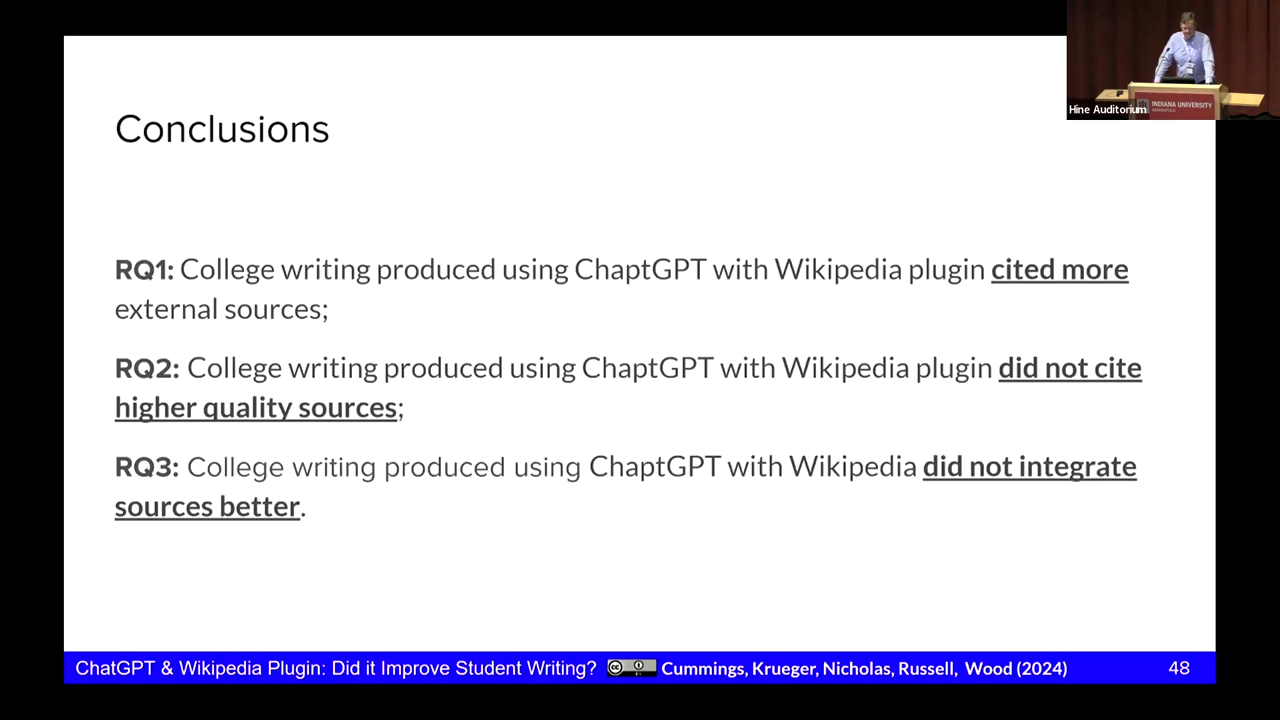 Conclusions
RQ1: College writing produced using ChaptGPT with Wikipedia plugin cited more
external sources;
RQ2: College writing produced using ChaptGPT with Wikipedia plugin did not cite
higher quality sources;
RQ3: College writing produced using ChaptGPT with Wikipedia did not integrate
sources better.
ChatGPT & Wikipedia Plugin: Did it Improve Student Writing? Cummings, Krueger, Nicholas, Russell, Wood (2024) 48
INDIANA UNIVERSITY
Hine Auditorium